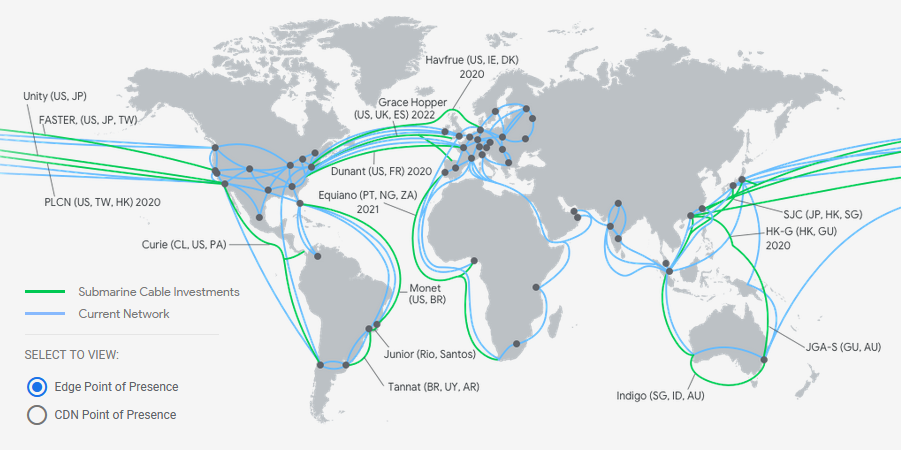 Havfrue (US, IE, DK)
2020
Unity (US, JP)
Grace Hopper
(US, UK, ES) 2022
FASTER, (US, JP, TW)
Dunant (US, FR) 2020
PLCN (US, TW, HK) 2020
Equiano (PT, NG, ZA)
2021
SJC (JP, HK, SG)
HK-G (HK, GU)
2020
Curie (CL, US, PA)
Submarine Cable Investments
Monet
(US, BR)
Current Network
JGA-S (GU, AU)
Junior (Rio, Santos)
SELECT TO VIEW:
Edge Point of Presence
Tannat (BR, UY, AR)
Indigo (SG, ID, AU)
CDN Point of Presence